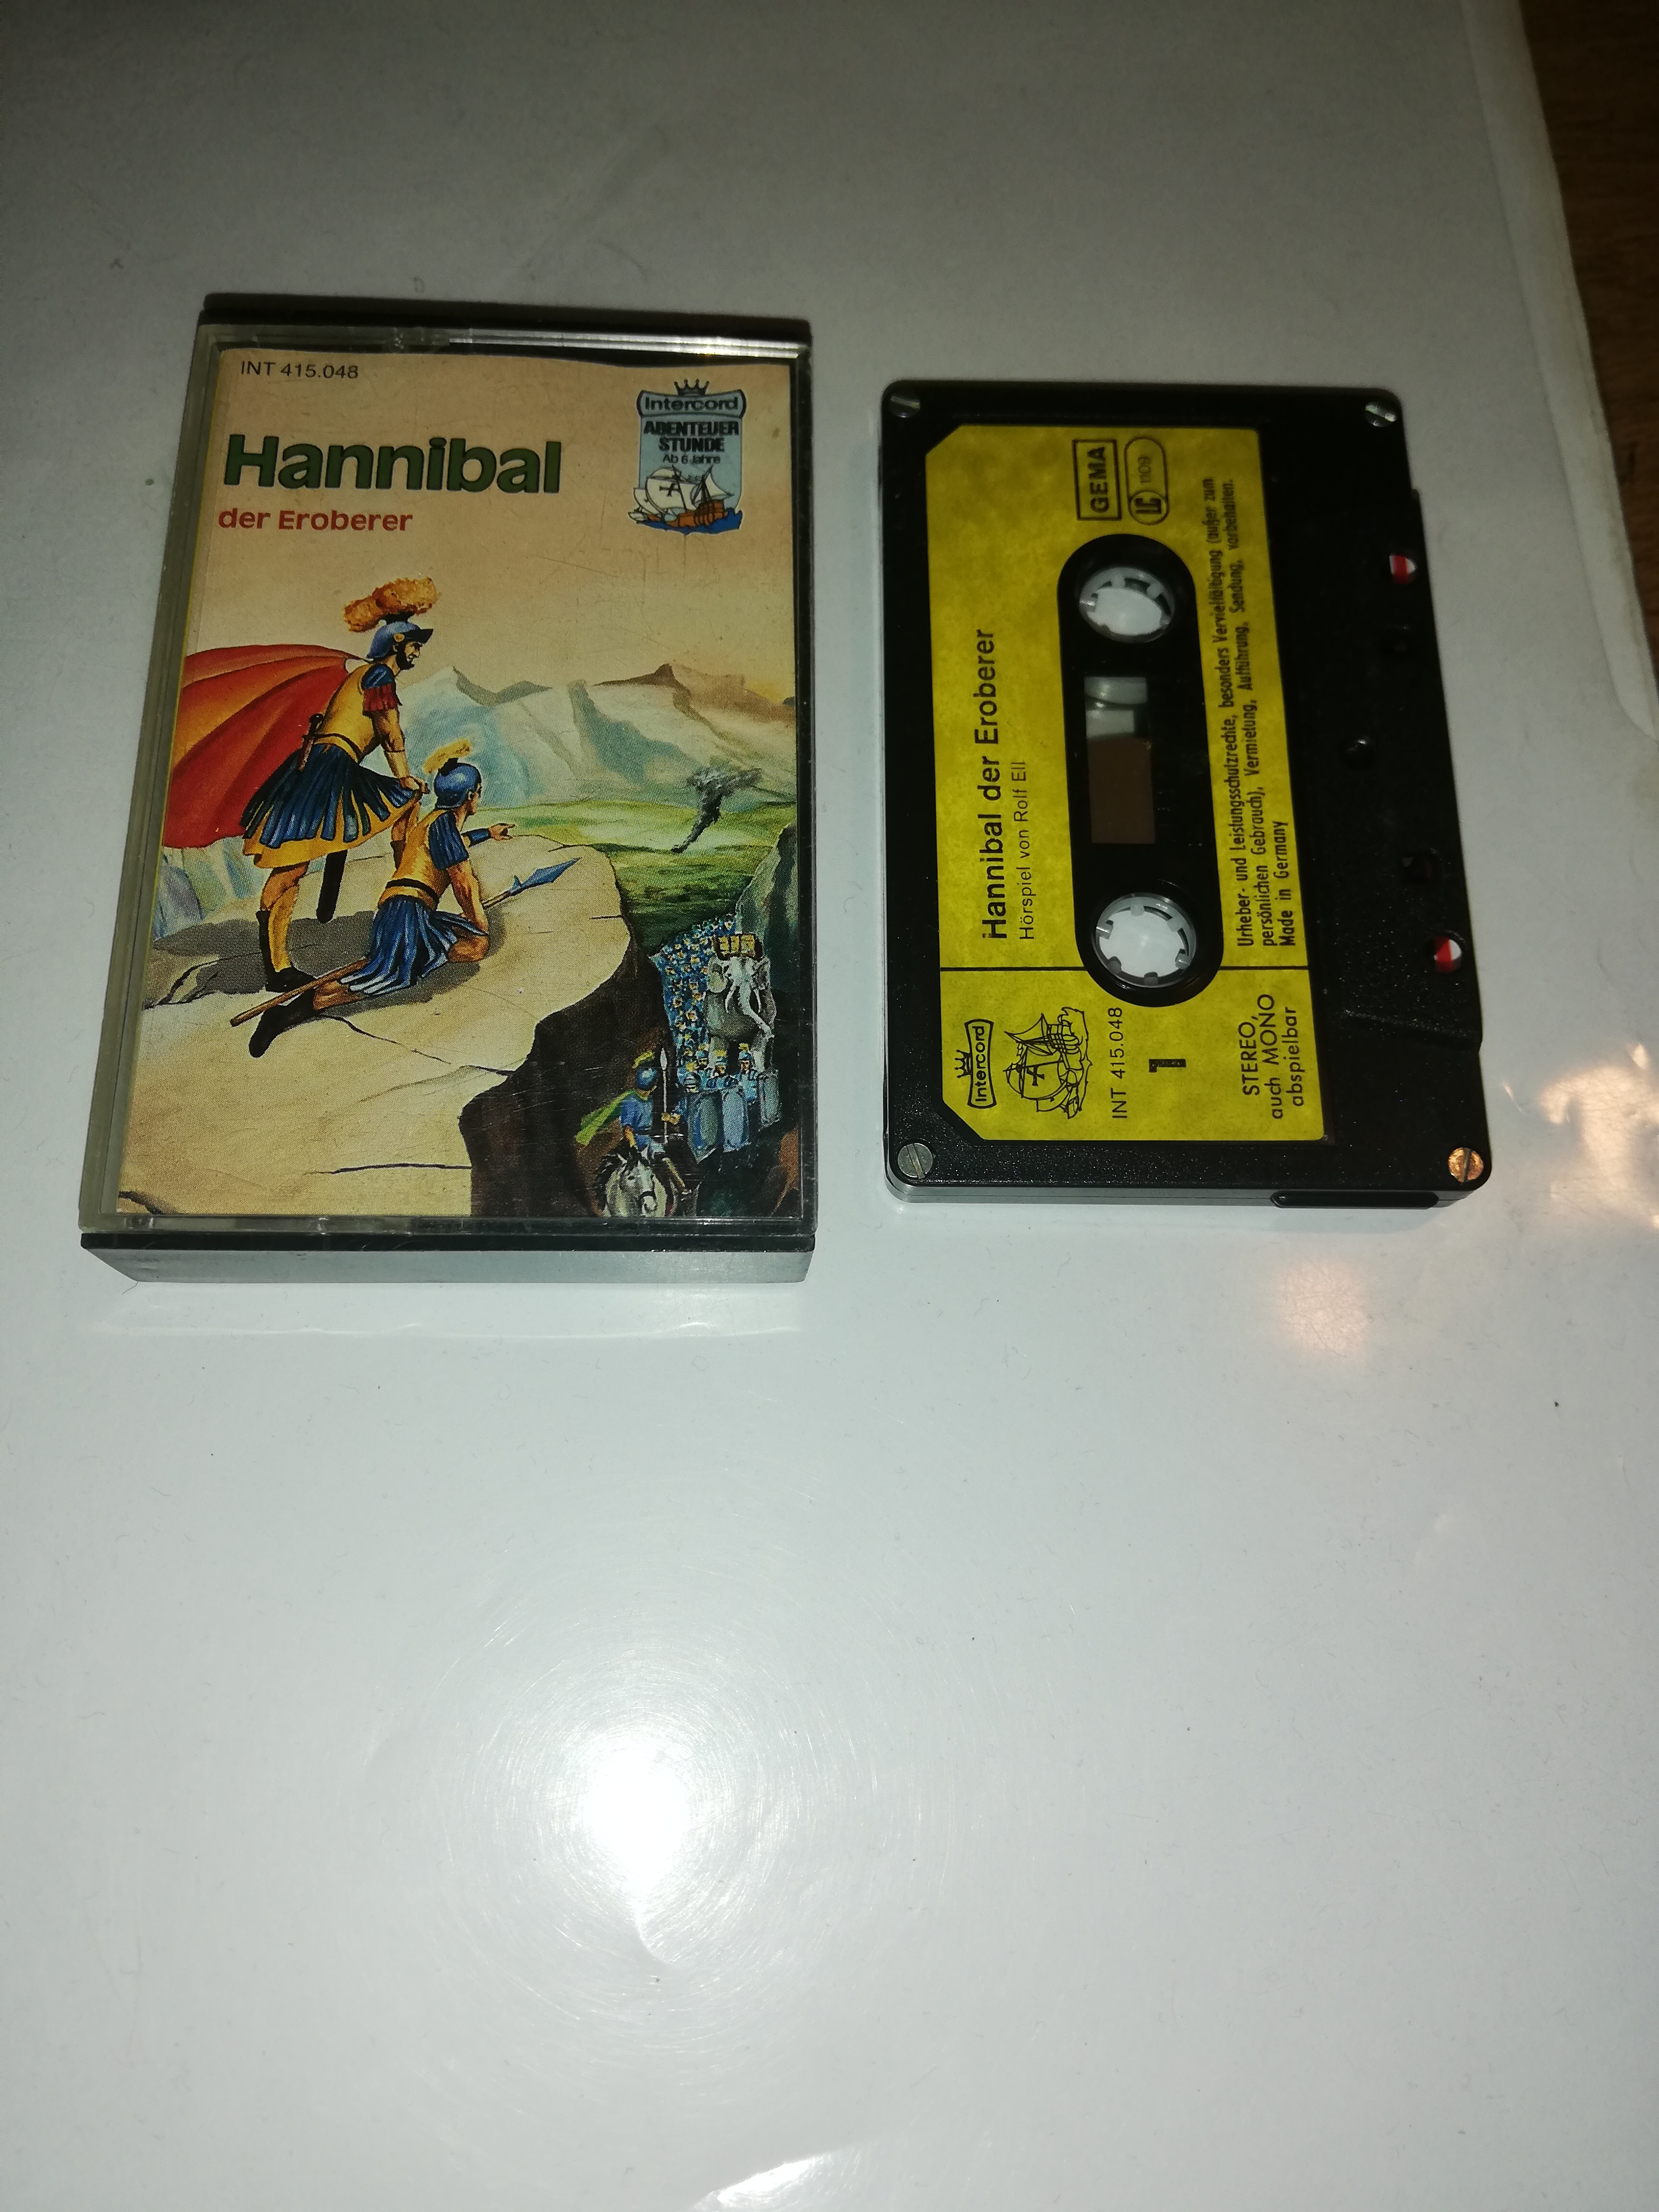 INT 415.048
Intercord
ABENTEUER
STUNDE
Ab 6 Jahre
Hannibal
der Eroberer
Hannibal der Eroberer
Hörspiel von Rolf Ell
GEMA
LC 1109
Intercord
INT 415.048
1
STEREO,
auch MONO
abspielbar
Urheber- und Leistungsschutzrechte, besonders Vervielfältigung (außer zum
persönlichen Gebrauch), Vermietung, Aufführung, Sendung, vorbehalten.
Made in Germany